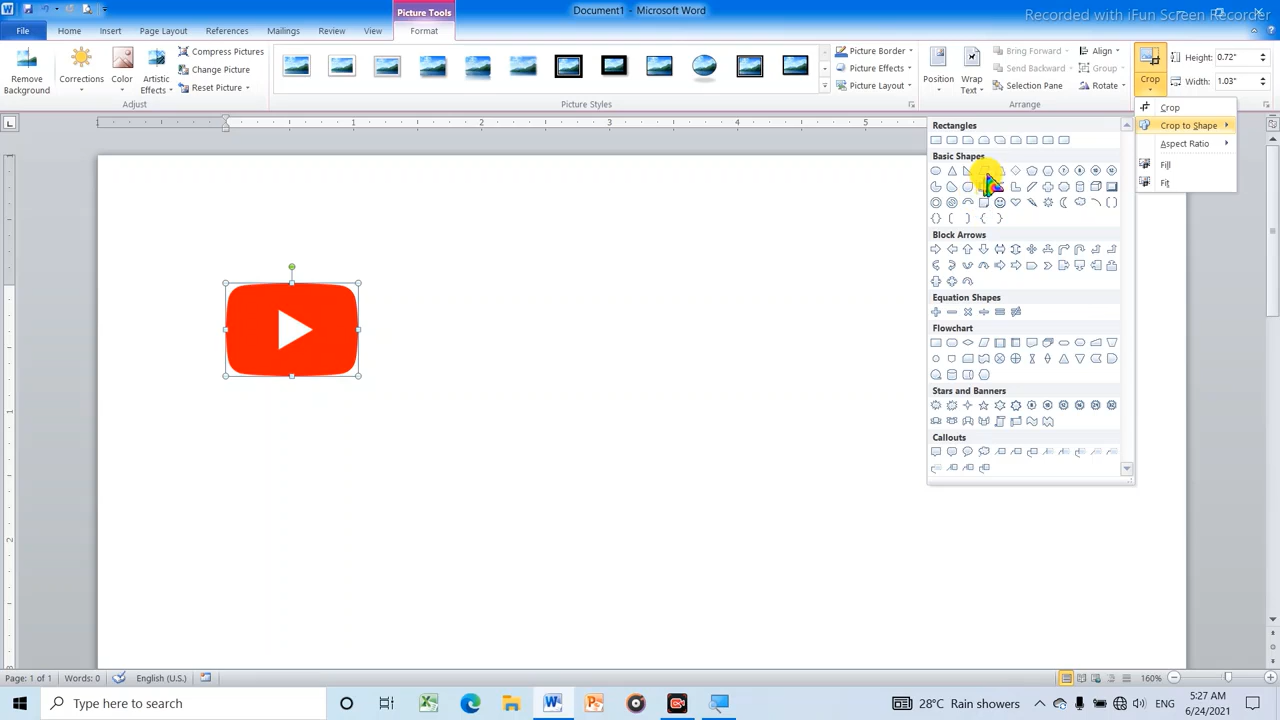 Picture Tools
Document1 - Microsoft Word
Recorded with iFun Screen Recorder
File Home Insert Page Layout References Mailings Review View Format
Remove Background
Corrections
Color
Artistic Effects
Compress Pictures
Change Picture
Reset Picture
Adjust
Picture Styles
Picture Border
Picture Effects
Picture Layout
Position
Wrap Text
Bring Forward
Send Backward
Selection Pane
Align
Group
Rotate
Arrange
Crop
Height: 0.72"
Width: 1.03"
Crop
Crop to Shape
Aspect Ratio
Fill
Fit
Rectangles
Basic Shapes
Block Arrows
Equation Shapes
Flowchart
Stars and Banners
Callouts
1 2 3 4 5
Page: 1 of 1
Words: 0
English (U.S.)
160%
Type here to search
28°C Rain showers
ENG
5:27 AM
6/24/2021